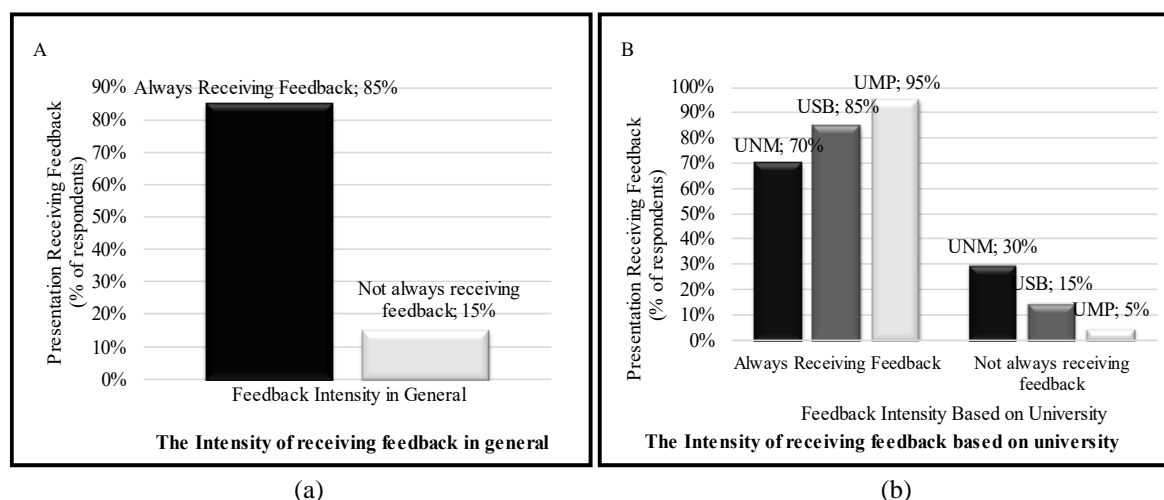 A
Always Receiving Feedback; 85%
Presentation Receiving Feedback
(% of respondents)
90%
80%
70%
60%
50%
40%
30%
20%
10%
0%
Not always receiving
feedback; 15%
Feedback Intensity in General
The Intensity of receiving feedback in general
(a)
B
Presentation Receiving Feedback
(% of respondents)
100%
90%
80%
70%
60%
50%
40%
30%
20%
10%
0%
UNM; 70%
USB; 85%
UMP; 95%
UNM; 30%
USB; 15%
UMP; 5%
Always Receiving Feedback
Not always receiving
feedback
Feedback Intensity Based on University
The Intensity of receiving feedback based on university
(b)